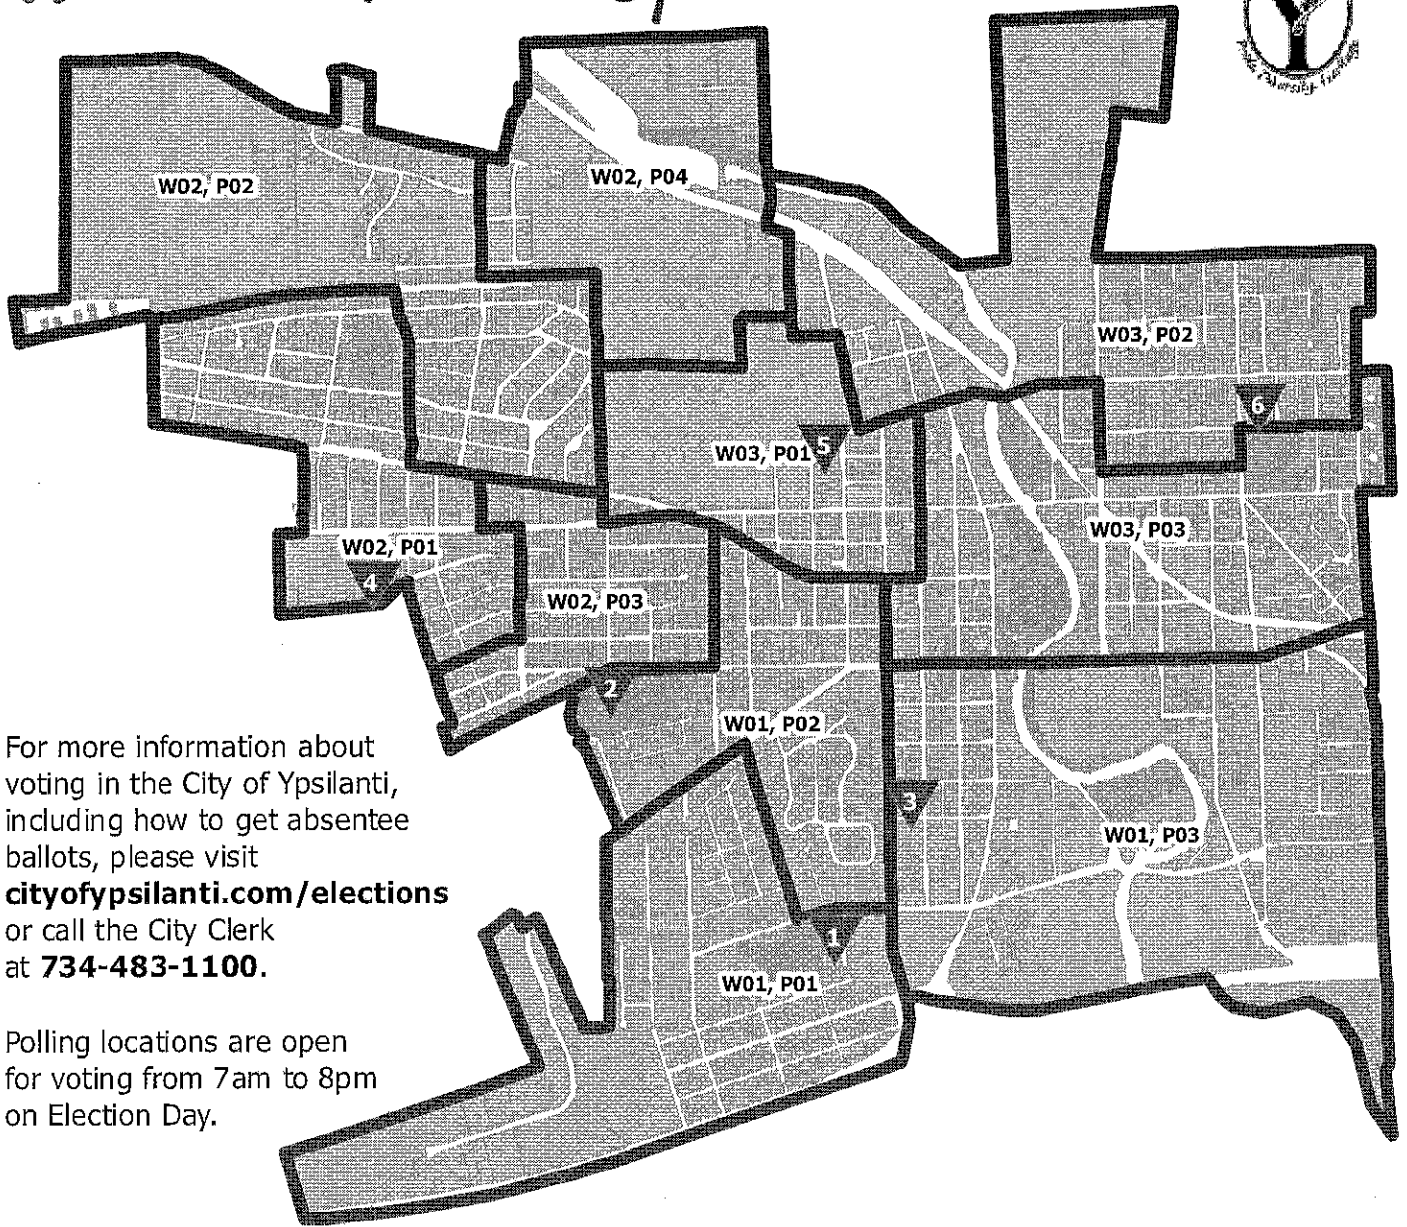 W02, P02
W02, P04
W03, P02
6
W03, P01
5
W03, P03
W02, P01
4
W02, P03
2
W01, P02
3
W01, P03
1
W01, P01
For more information about
voting in the City of Ypsilanti,
including how to get absentee
ballots, please visit
cityofypsilanti.com/elections
or call the City Clerk
at 734-483-1100.
Polling locations are open
for voting from 7am to 8pm
on Election Day.